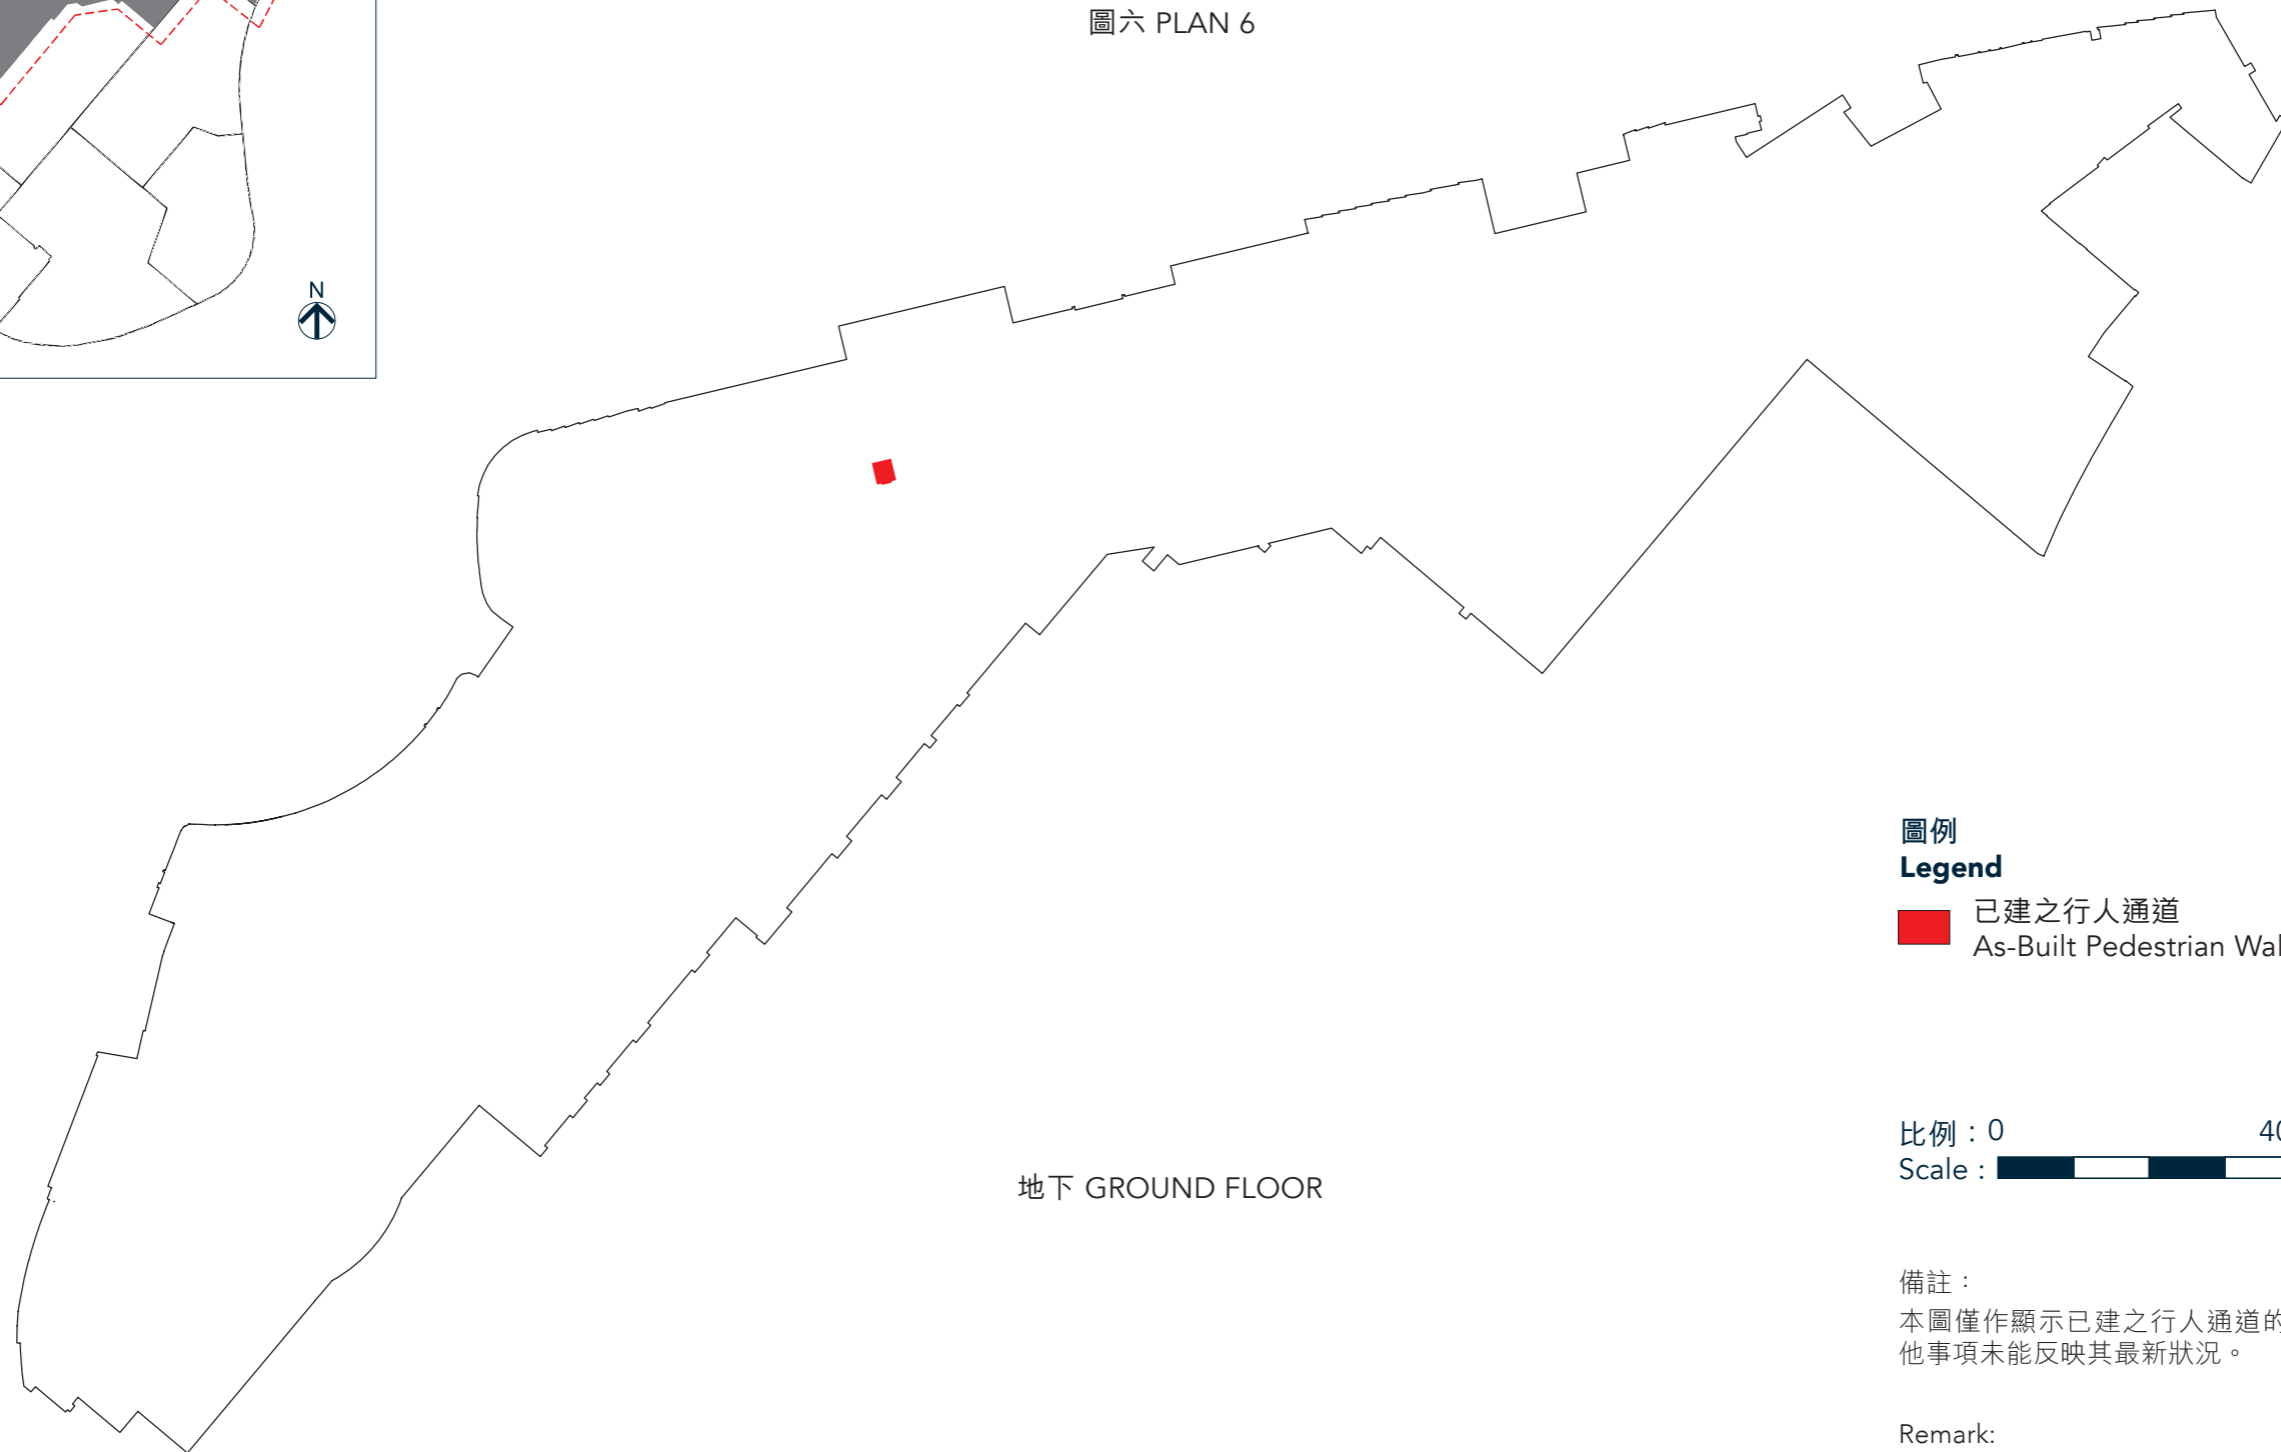 圖六 PLAN 6
N
圖例
Legend
已建之行人通道
As-Built Pedestrian
比例：0 40
Scale :
地下 GROUND FLOOR
備註：
本圖僅作顯示已建之行人通道的
他事項未能反映其最新狀況。
Remark: